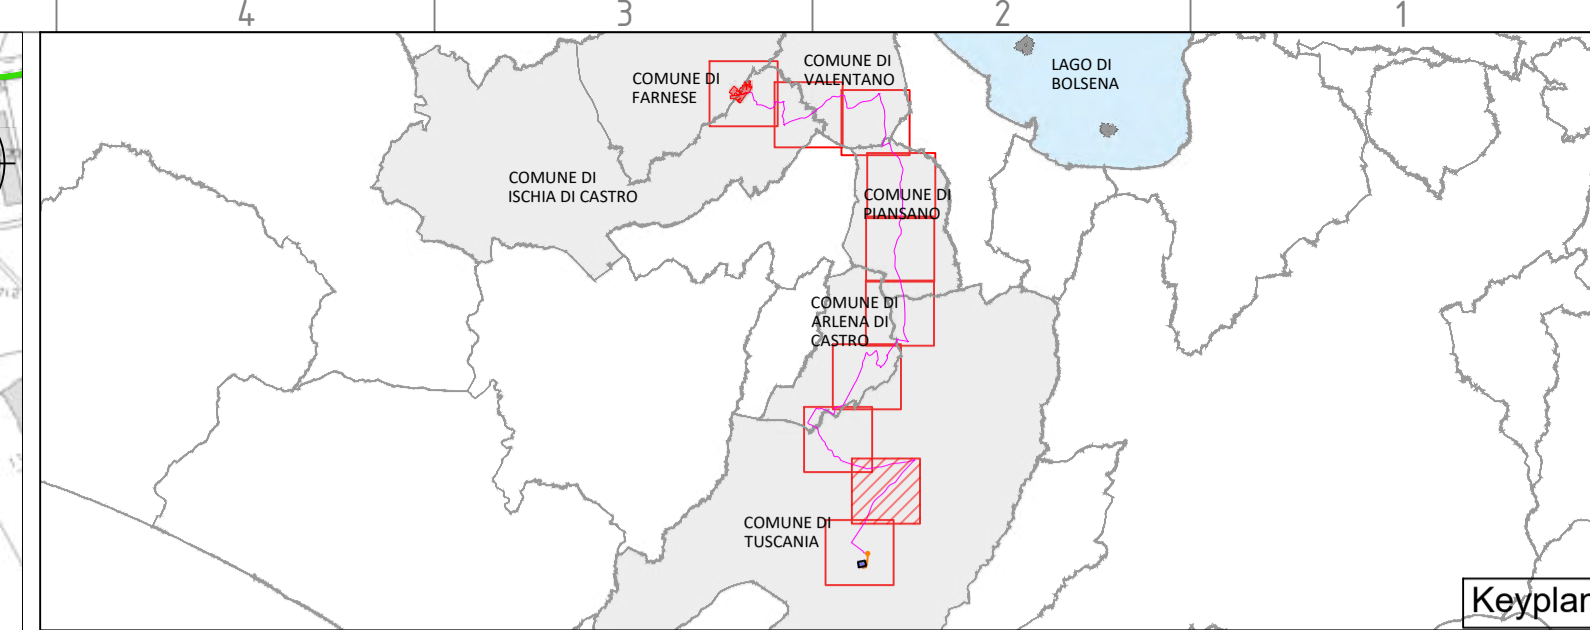 4 3 2 1
COMUNE DI
VALENTANO
LAGO DI
BOLSENA
COMUNE DI
FARNESE
COMUNE DI
ISCHIA DI CASTRO
COMUNE DI
PIANSANO
COMUNE DI
ARLENA DI
CASTRO
COMUNE DI
TUSCANIA
Keyplan